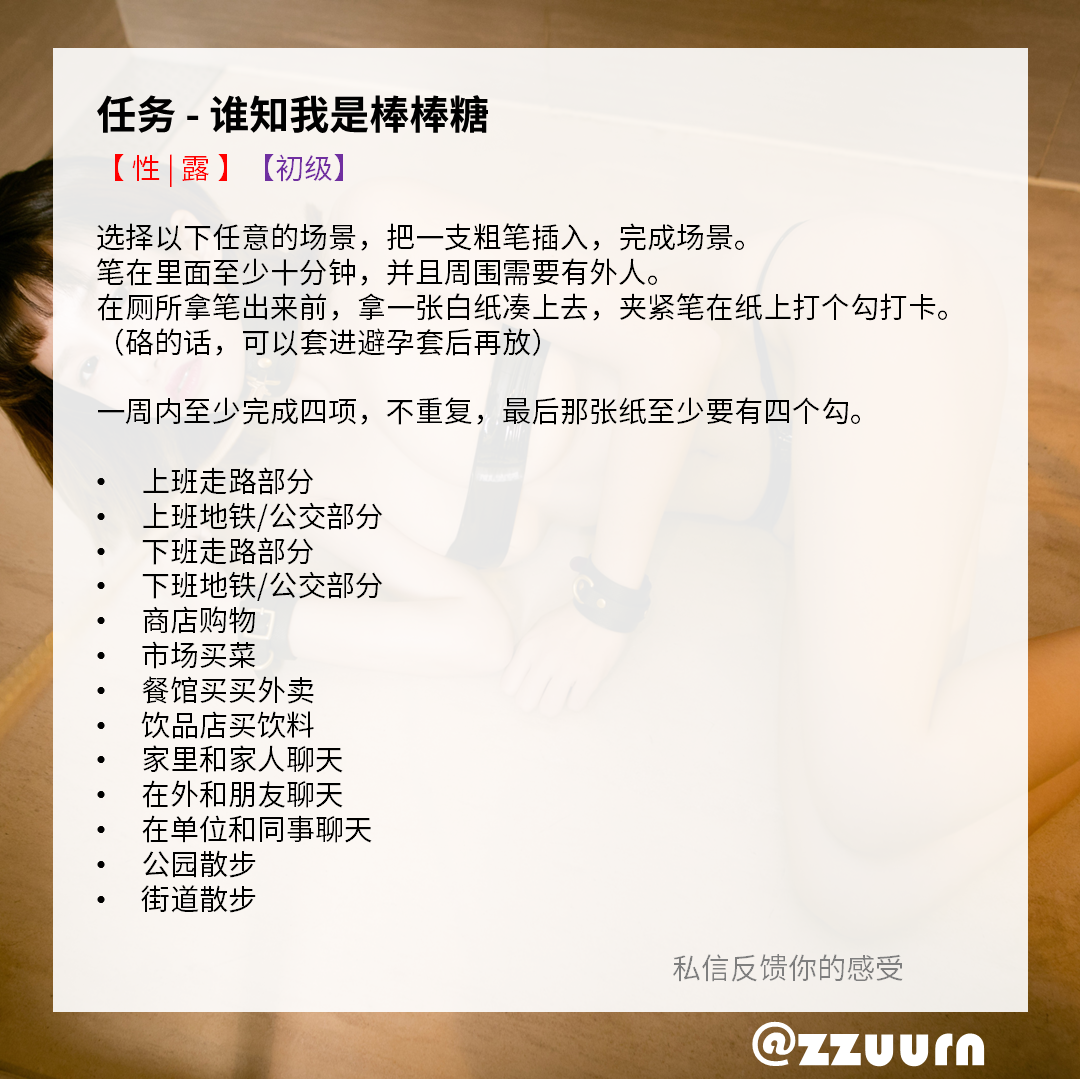 任务 - 谁知我是棒棒糖
【 性 | 露 】 【初级】
选择以下任意的场景，把一支粗笔插入，完成场景。
笔在里面至少十分钟，并且周围需要有外人。
在厕所拿笔出来前，拿一张白纸凑上去，夹紧笔在纸上打个勾打卡。
（硌的话，可以套进避孕套后再放）
一周内至少完成四项，不重复，最后那张纸至少要有四个勾。
• 上班走路部分
• 上班地铁/公交部分
• 下班走路部分
• 下班地铁/公交部分
• 商店购物
• 市场买菜
• 餐馆买买外卖
• 饮品店买饮料
• 家里和家人聊天
• 在外和朋友聊天
• 在单位和同事聊天
• 公园散步
• 街道散步
私信反馈你的感受
@zzuurn